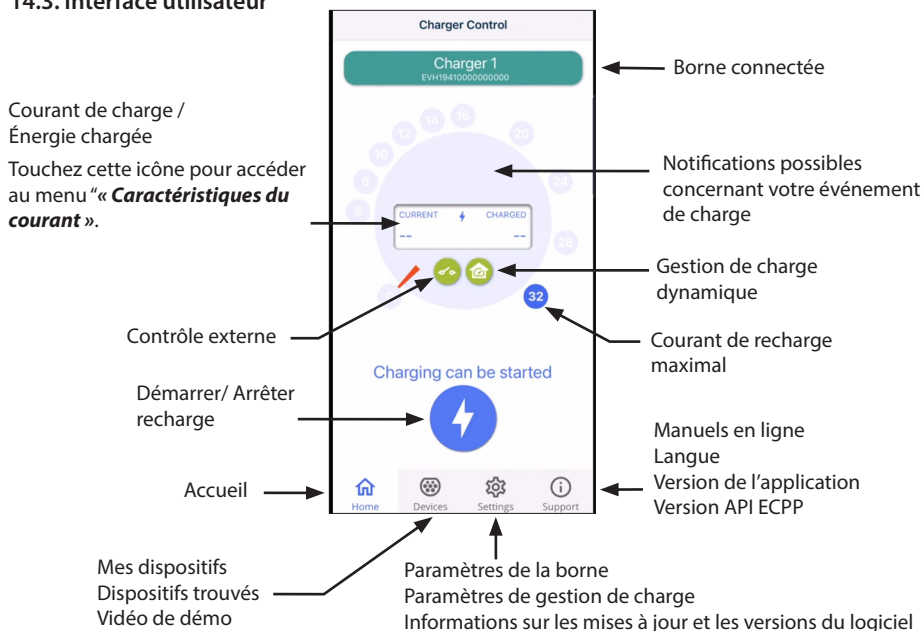 14.3. Interface utilisateur
Charger Control
Charger 1
EVH19410000000000
Borne connectée
Courant de charge /
Énergie chargée
Touchez cette icône pour accéder
au menu "« Caractéristiques du
courant ».
6
8
10
12
14
16
20
24
28
32
CURRENT
CHARGED
--
--
Notifications possibles
concernant votre événement
de charge
Gestion de charge
dynamique
Contrôle externe
Courant de recharge
maximal
Charging can be started
Démarrer/ Arrêter
recharge
Manuels en ligne
Langue
Version de l'application
Version API ECPP
Accueil
Home
Devices
Settings
Support
Mes dispositifs
Dispositifs trouvés
Vidéo de démo
Paramètres de la borne
Paramètres de gestion de charge
Informations sur les mises à jour et les versions du logiciel